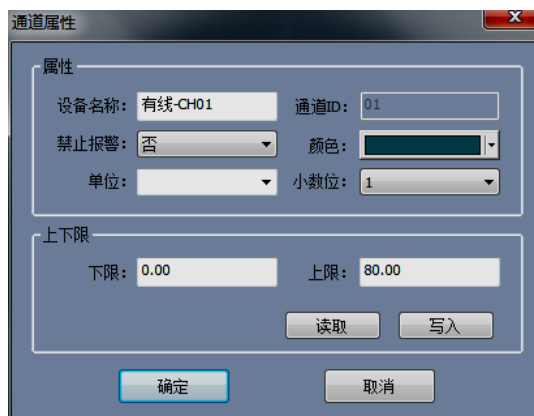 通道属性
属性
设备名称: 有线-CH01 通道ID: 01
禁止报警: 否 颜色:
单位: 小数位: 1
上下限
下限: 0.00 上限: 80.00
读取 写入
确定 取消